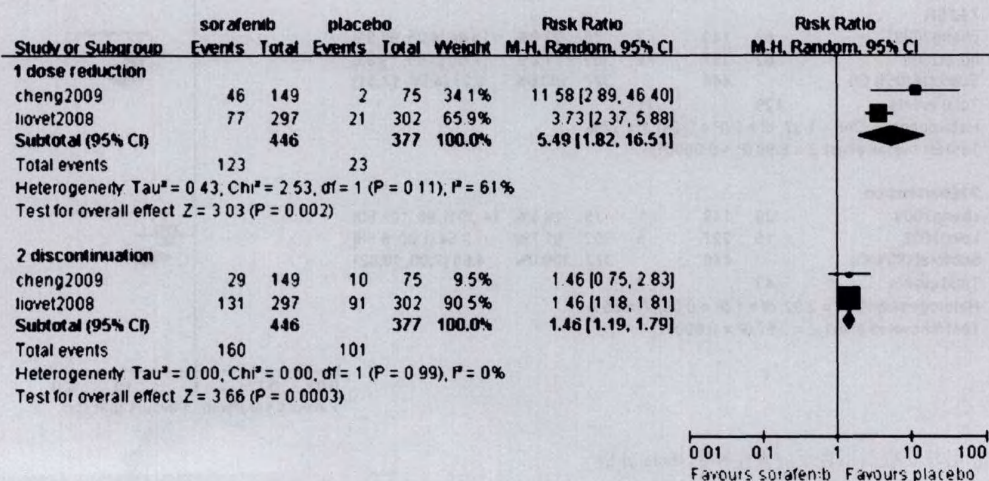 sorafenib placebo Risk Ratio Risk Ratio
Study or Subgroup Events Total Events Total Weight M-H, Random, 95% CI M-H, Random, 95% CI
1 dose reduction
cheng2009 46 149 2 75 34 1% 11 58 [2 89, 46 40]
llovet2008 77 297 21 302 65.9% 3.73 [2 37, 5 88]
Subtotal (95% CI) 446 377 100.0% 5.49 [1.82, 16.51]
Total events 123 23
Heterogeneity Tau² = 0 43, Chi² = 2 53, df = 1 (P = 0 11), I² = 61%
Test for overall effect Z = 3 03 (P = 0.002)
2 discontinuation
cheng2009 29 149 10 75 9.5% 1.46 [0 75, 2 83]
llovet2008 131 297 91 302 90 5% 1 46 [1 18, 1 81]
Subtotal (95% CI) 446 377 100.0% 1.46 [1.19, 1.79]
Total events 160 101
Heterogeneity Tau² = 0 00, Chi² = 0 00, df = 1 (P = 0 99), I² = 0%
Test for overall effect Z = 3 66 (P = 0.0003)
0 01 0.1 1 10 100
Favours sorafenib Favours placebo